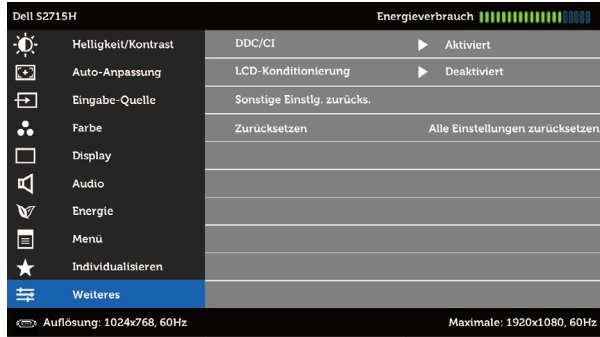 Dell S2715H Energieverbrauch
Helligkeit/Kontrast DDC/CI Aktiviert
Auto-Anpassung LCD-Konditionierung Deaktiviert
Eingabe-Quelle Sonstige Einstlg. zurücks.
Farbe Zurücksetzen Alle Einstellungen zurücksetzen
Display
Audio
Energie
Menü
Individualisieren
Weiteres
Auflösung: 1024x768, 60Hz Maximale: 1920x1080, 60Hz